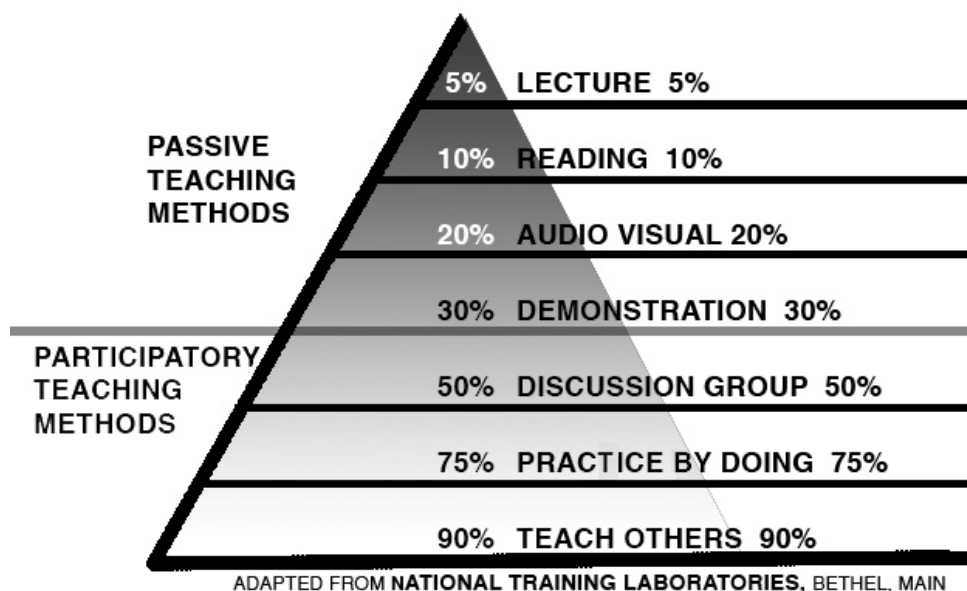 5% LECTURE 5%
PASSIVE
TEACHING
METHODS
10% READING 10%
20% AUDIO VISUAL 20%
30% DEMONSTRATION 30%
PARTICIPATORY
TEACHING
METHODS
50% DISCUSSION GROUP 50%
75% PRACTICE BY DOING 75%
90% TEACH OTHERS 90%
ADAPTED FROM NATIONAL TRAINING LABORATORIES, BETHEL, MAIN